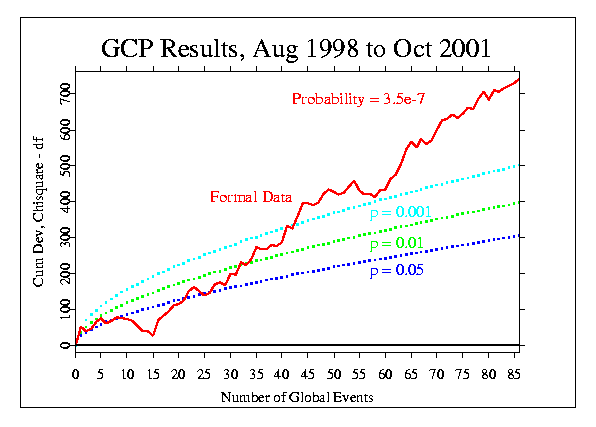 GCP Results, Aug 1998 to Oct 2001
Cum Dev, Chisquare - df
700
600
500
400
300
200
100
0
Probability = 3.5e-7
Formal Data
p = 0.001
p = 0.01
p = 0.05
0 5 10 15 20 25 30 35 40 45 50 55 60 65 70 75 80 85
Number of Global Events